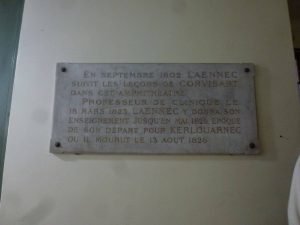 EN SEPTEMBRE 1802 LAENNEC
SUIVIT LES LEÇONS DE CORVISART
DANS CET AMPHITHEATRE
PROFESSEUR DE CLINIQUE LE
18 MARS 1823, LAENNEC Y DONNA SON
ENSEIGNEMENT JUSQU'EN MAI 1826 EPOQUE
DE SON DEPART POUR KERLOUARNEC
OU IL MOURUT LE 13 AOUT 1826